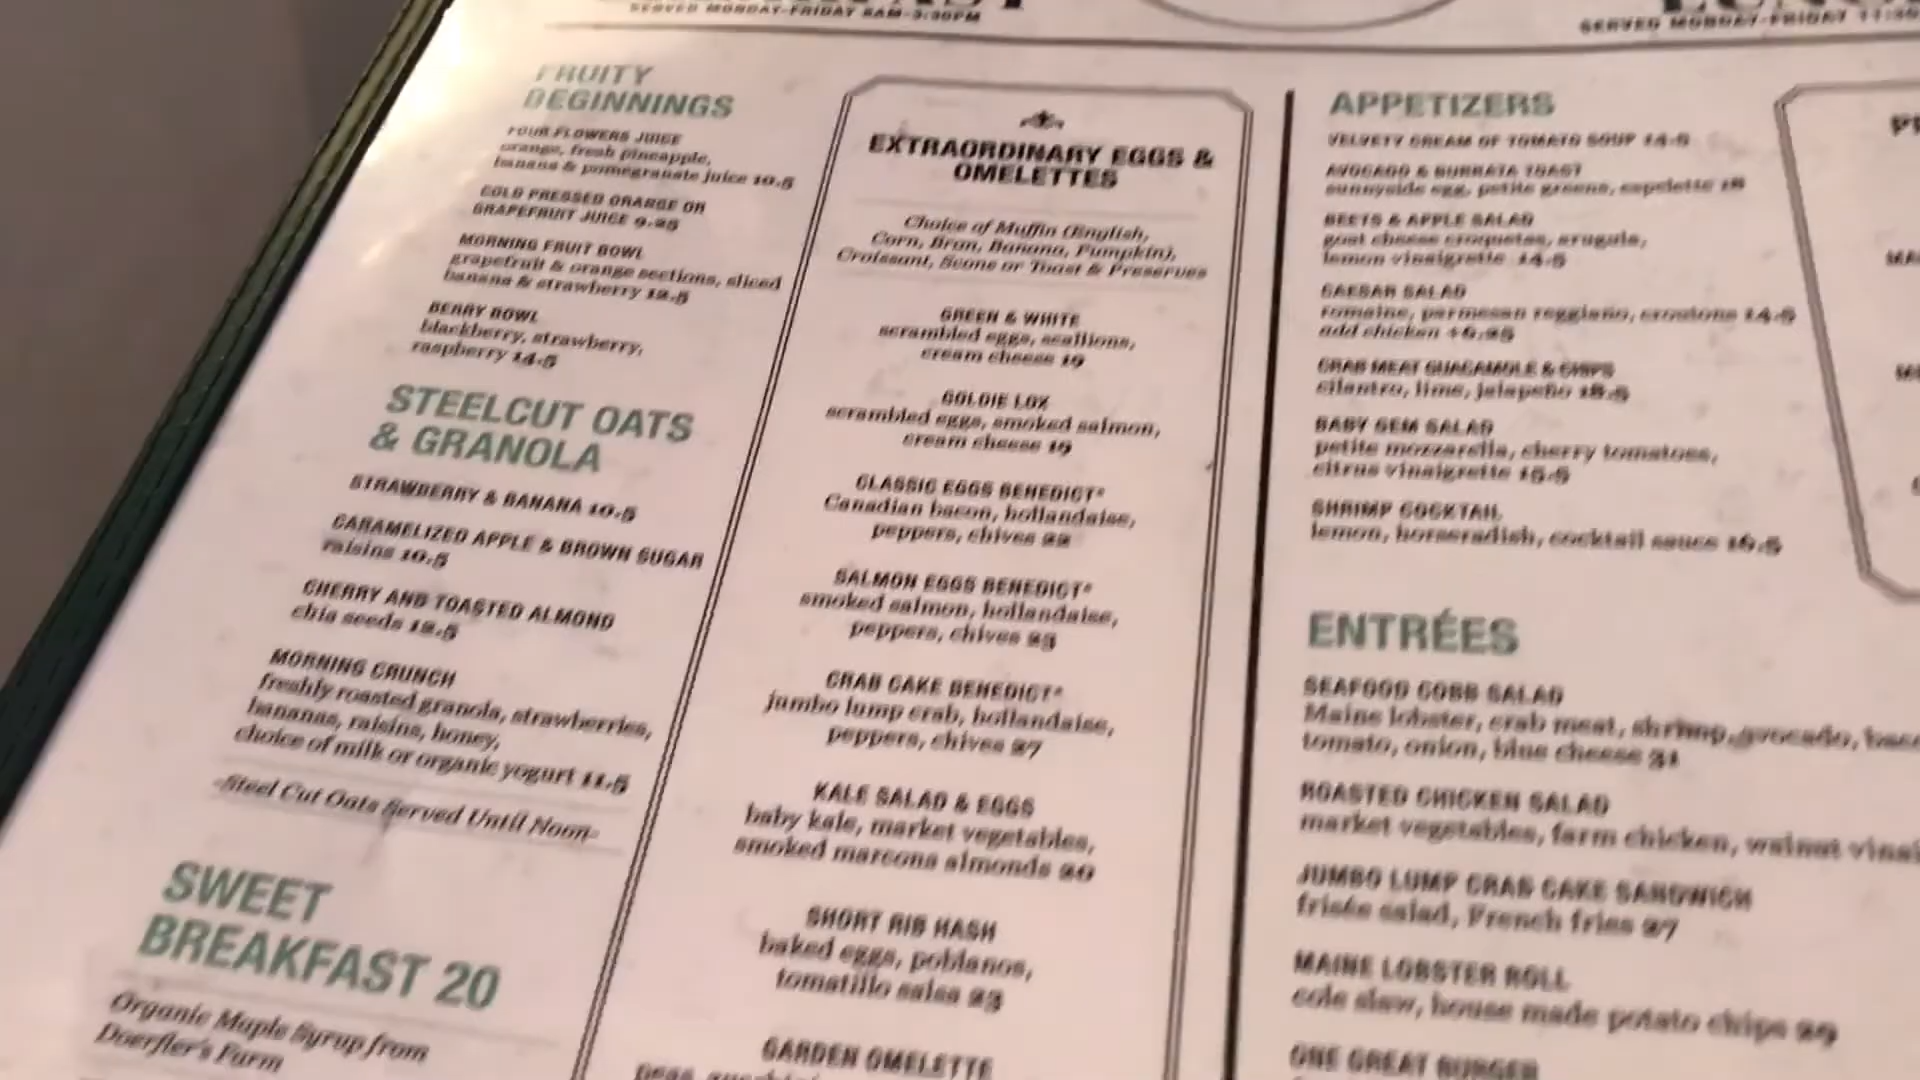 SERVED MONDAY-FRIDAY 8AM-3:30PM
SERVED MONDAY-FRIDAY
FRUITY
BEGINNINGS
FOUR FLOWERS JUICE
orange, fresh pineapple,
banana & pomegranate juice 10.5
COLD PRESSED ORANGE OR
GRAPEFRUIT JUICE 9.25
MORNING FRUIT BOWL
grapefruit & orange sections, sliced
banana & strawberry 12.5
BERRY BOWL
blackberry, strawberry,
raspberry 14.5
STEELCUT OATS
& GRANOLA
STRAWBERRY & BANANA 10.5
CARAMELIZED APPLE & BROWN SUGAR
raisins 10.5
CHERRY AND TOASTED ALMOND
chia seeds 12.5
MORNING CRUNCH
freshly roasted granola, strawberries,
bananas, raisins, honey,
choice of milk or organic yogurt 11.5
-Steel Cut Oats Served Until Noon-
SWEET
BREAKFAST 20
Organic Maple Syrup from
Doerfler's Farm
EXTRAORDINARY EGGS &
OMELETTES
Choice of Muffin (English,
Corn, Bran, Banana, Pumpkin),
Croissant, Scone or Toast & Preserves
GREEN & WHITE
scrambled eggs, scallions,
cream cheese 19
GOLDIE LOX
scrambled eggs, smoked salmon,
cream cheese 19
CLASSIC EGGS BENEDICT*
Canadian bacon, hollandaise,
peppers, chives 22
SALMON EGGS BENEDICT*
smoked salmon, hollandaise,
peppers, chives 25
CRAB CAKE BENEDICT*
jumbo lump crab, hollandaise,
peppers, chives 27
KALE SALAD & EGGS
baby kale, market vegetables,
smoked marcona almonds 20
SHORT RIB HASH
baked eggs, poblanos,
tomatillo salsa 23
GARDEN OMELETTE
APPETIZERS
VELVETY CREAM OF TOMATO SOUP 14.5
AVOCADO & BURRATA TOAST
sunnyside egg, petite greens, espelette 18
BEETS & APPLE SALAD
goat cheese croquetas, arugula,
lemon vinaigrette 14.5
CAESAR SALAD
romaine, parmesan reggiano, croutons 14.5
add chicken +6.25
CRAB MEAT GUACAMOLE & CHIPS
cilantro, lime, jalapeño 18.5
BABY GEM SALAD
petite mozzarella, cherry tomatoes,
citrus vinaigrette 15.5
SHRIMP COCKTAIL
lemon, horseradish, cocktail sauce 19.5
ENTRÉES
SEAFOOD COBB SALAD
Maine lobster, crab meat, shrimp, avocado,
tomato, onion, blue cheese 31
ROASTED CHICKEN SALAD
market vegetables, farm chicken, walnut
JUMBO LUMP CRAB CAKE SANDWICH
frisée salad, French fries 27
MAINE LOBSTER ROLL
cole slaw, house made potato chips 29
ONE GREAT BURGER